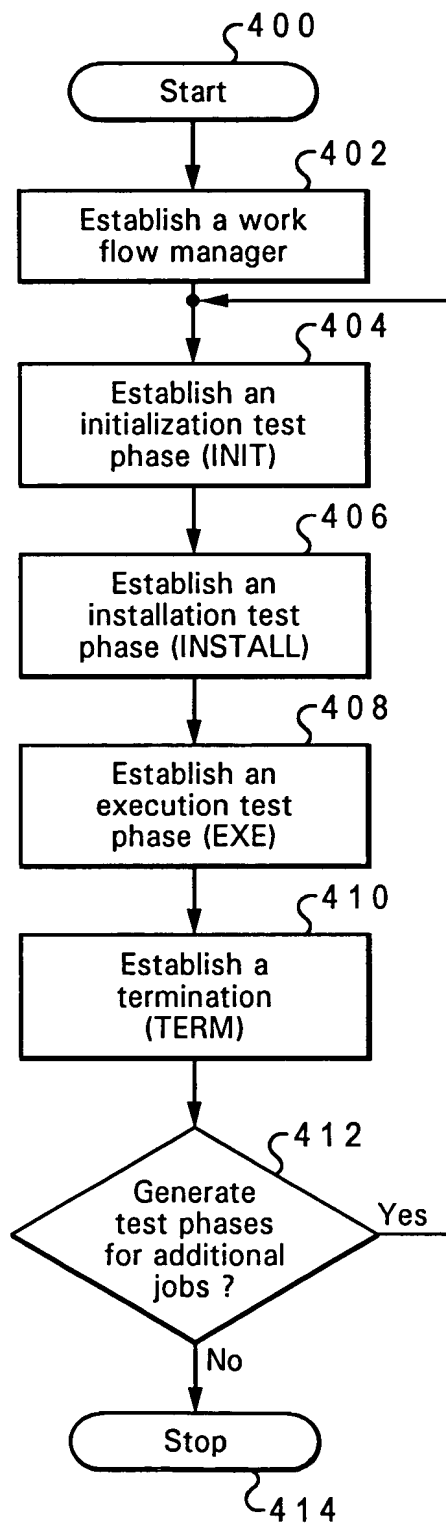 400
Start
402
Establish a work
flow manager
404
Establish an
initialization test
phase (INIT)
406
Establish an
installation test
phase (INSTALL)
408
Establish an
execution test
phase (EXE)
410
Establish a
termination
(TERM)
412
Generate
test phases
for additional
jobs ?
Yes
No
Stop
414